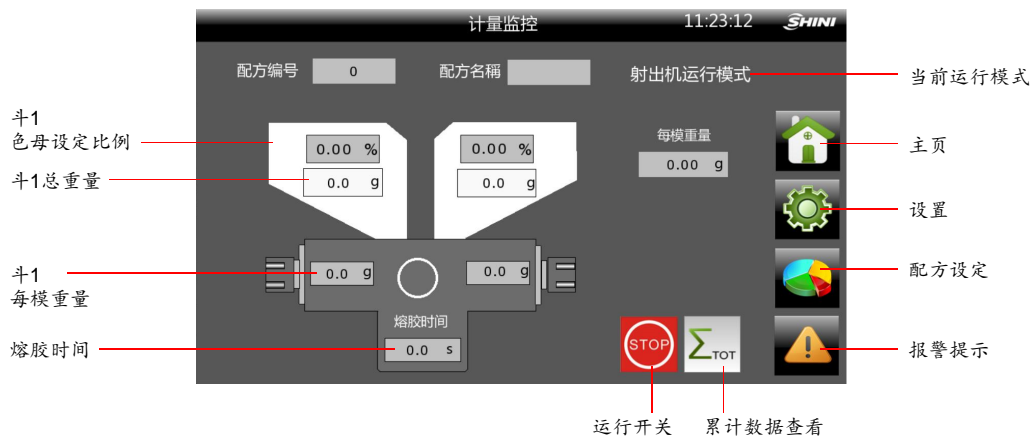 计量监控 11:23:12 SHINI
配方编号 0 配方名稱 射出机运行模式
当前运行模式
斗1
色母设定比例
0.00 % 0.00 %
每模重量
主页
斗1总重量
0.0 g 0.0 g
0.00 g
设置
斗1
每模重量
0.0 g 0.0 g
配方设定
熔胶时间
熔胶时间
0.0 s
STOP
ΣTOT
报警提示
运行开关 累计数据查看